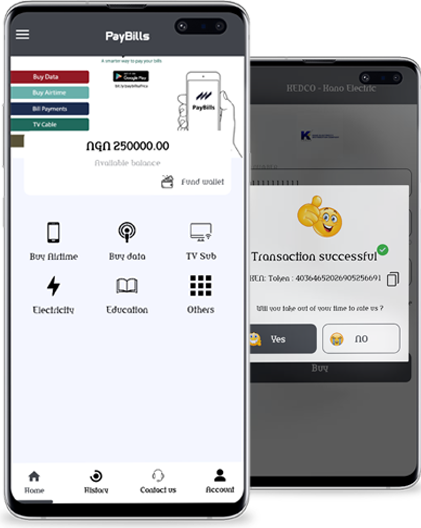 PayBills
A smarter way to pay your bills
Buy Data
Buy Airtime
Bill Payments
TV Cable
GET IT ON
Google Play
PayBills
NGN 250000.00
Available balance
Fund wallet
Buy Airtime
Buy data
TV Sub
Electricity
Education
Others
Home
History
Contact us
Account
KEDCO - Kano Electric
Transaction successful
Token : 40364652026905256691
Will you take out of your time to rate us ?
Yes
NO
Buy